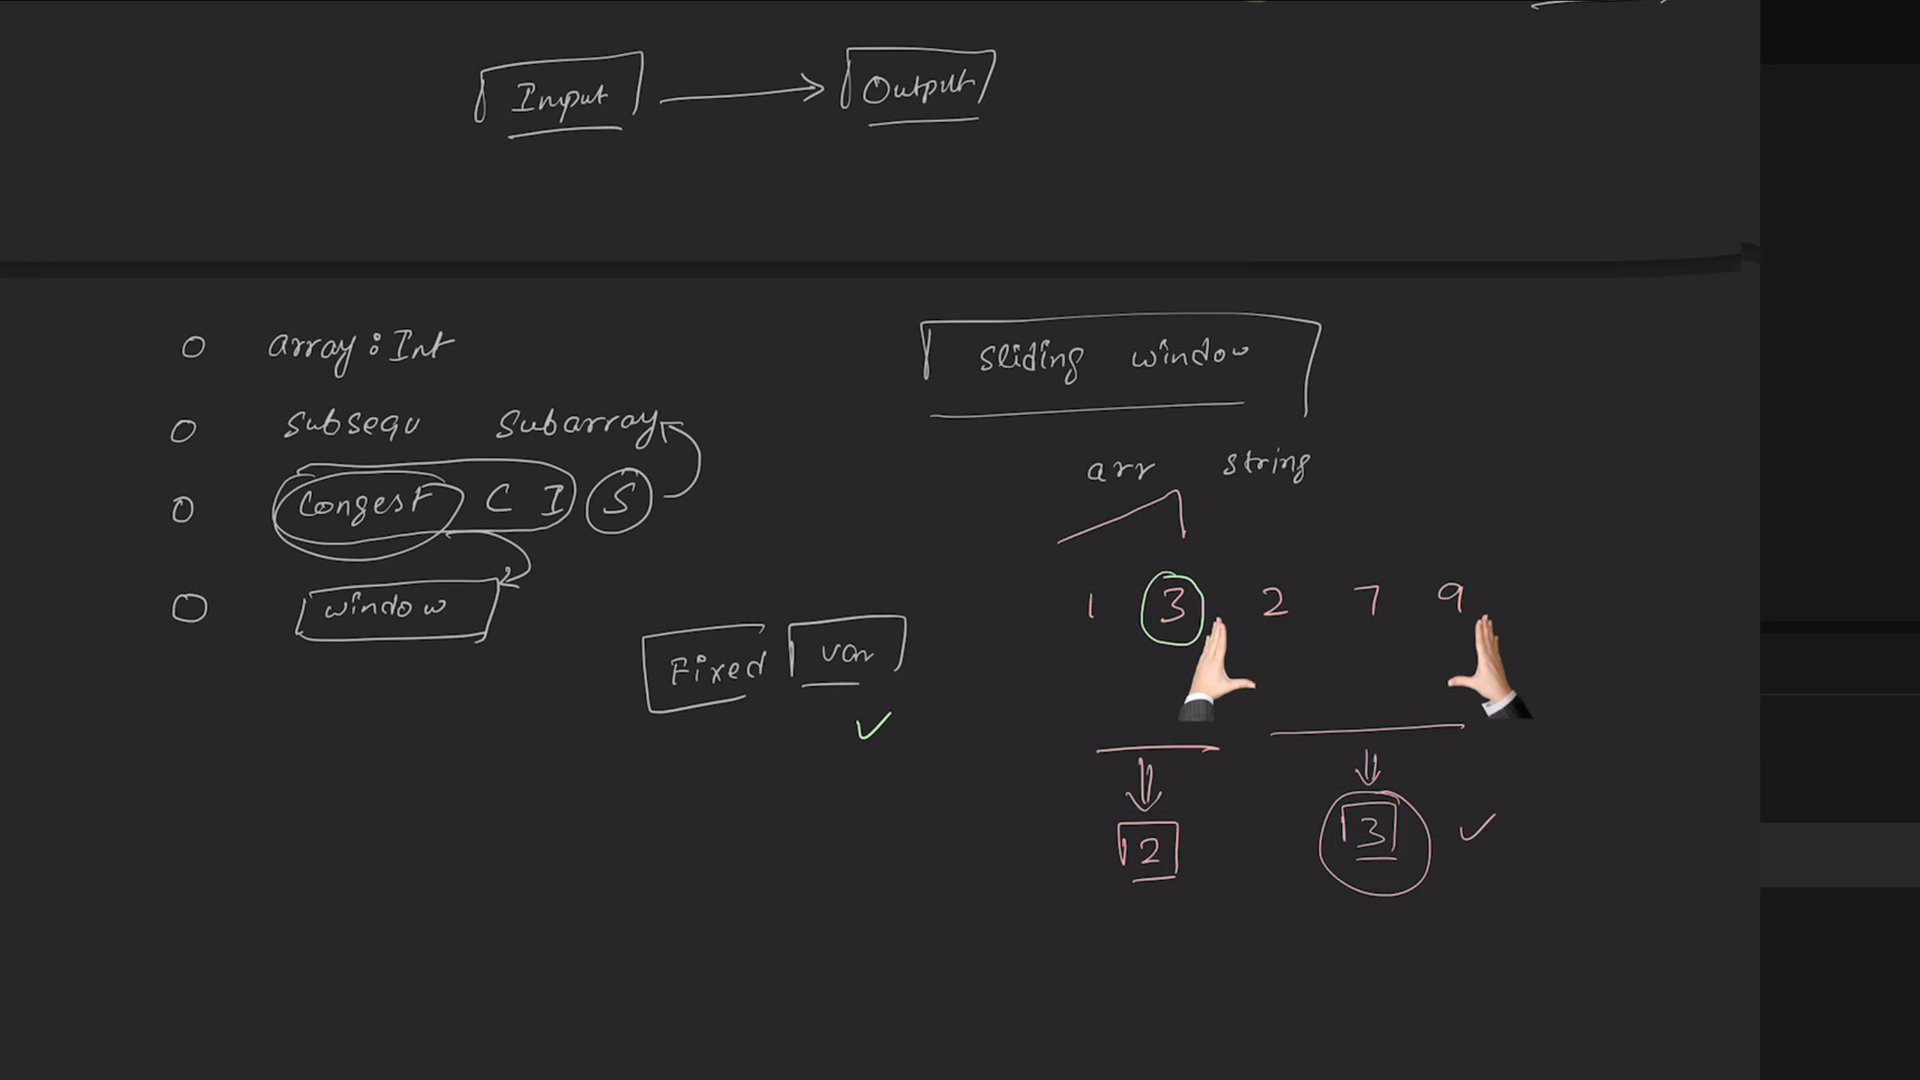 Input Output
array : Int
subsequ subarray
Longest C I S
window
Fixed var
sliding window
arr string
1 3 2 7 9
2 3